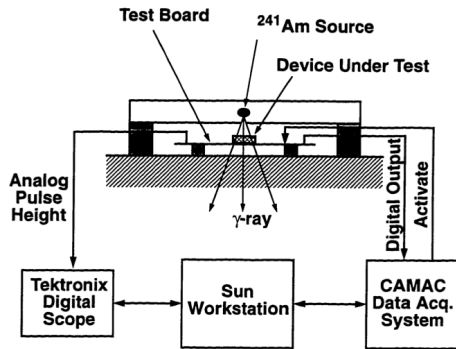 Test Board
²⁴¹Am Source
Device Under Test
Analog
Pulse
Height
γ-ray
Digital Output
Activate
Tektronix
Digital
Scope
Sun
Workstation
CAMAC
Data Acq.
System